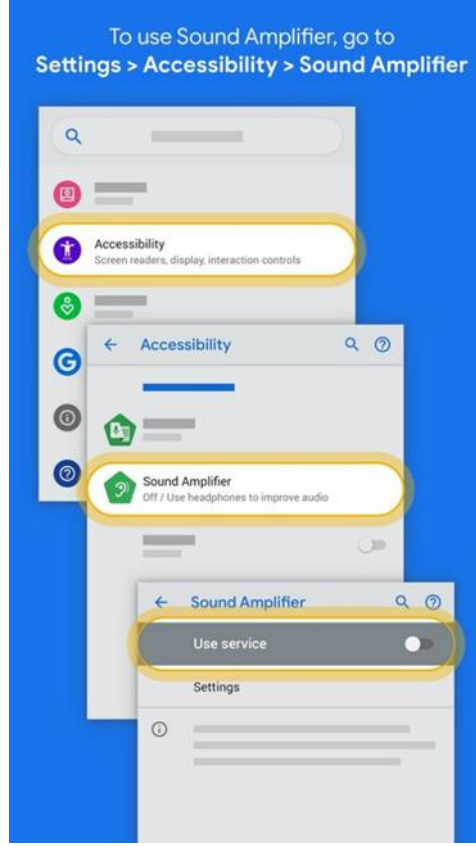 To use Sound Amplifier, go to
Settings > Accessibility > Sound Amplifier
Accessibility
Screen readers, display, interaction controls
G
Accessibility
Sound Amplifier
Off / Use headphones to improve audio
Sound Amplifier
Use service
Settings